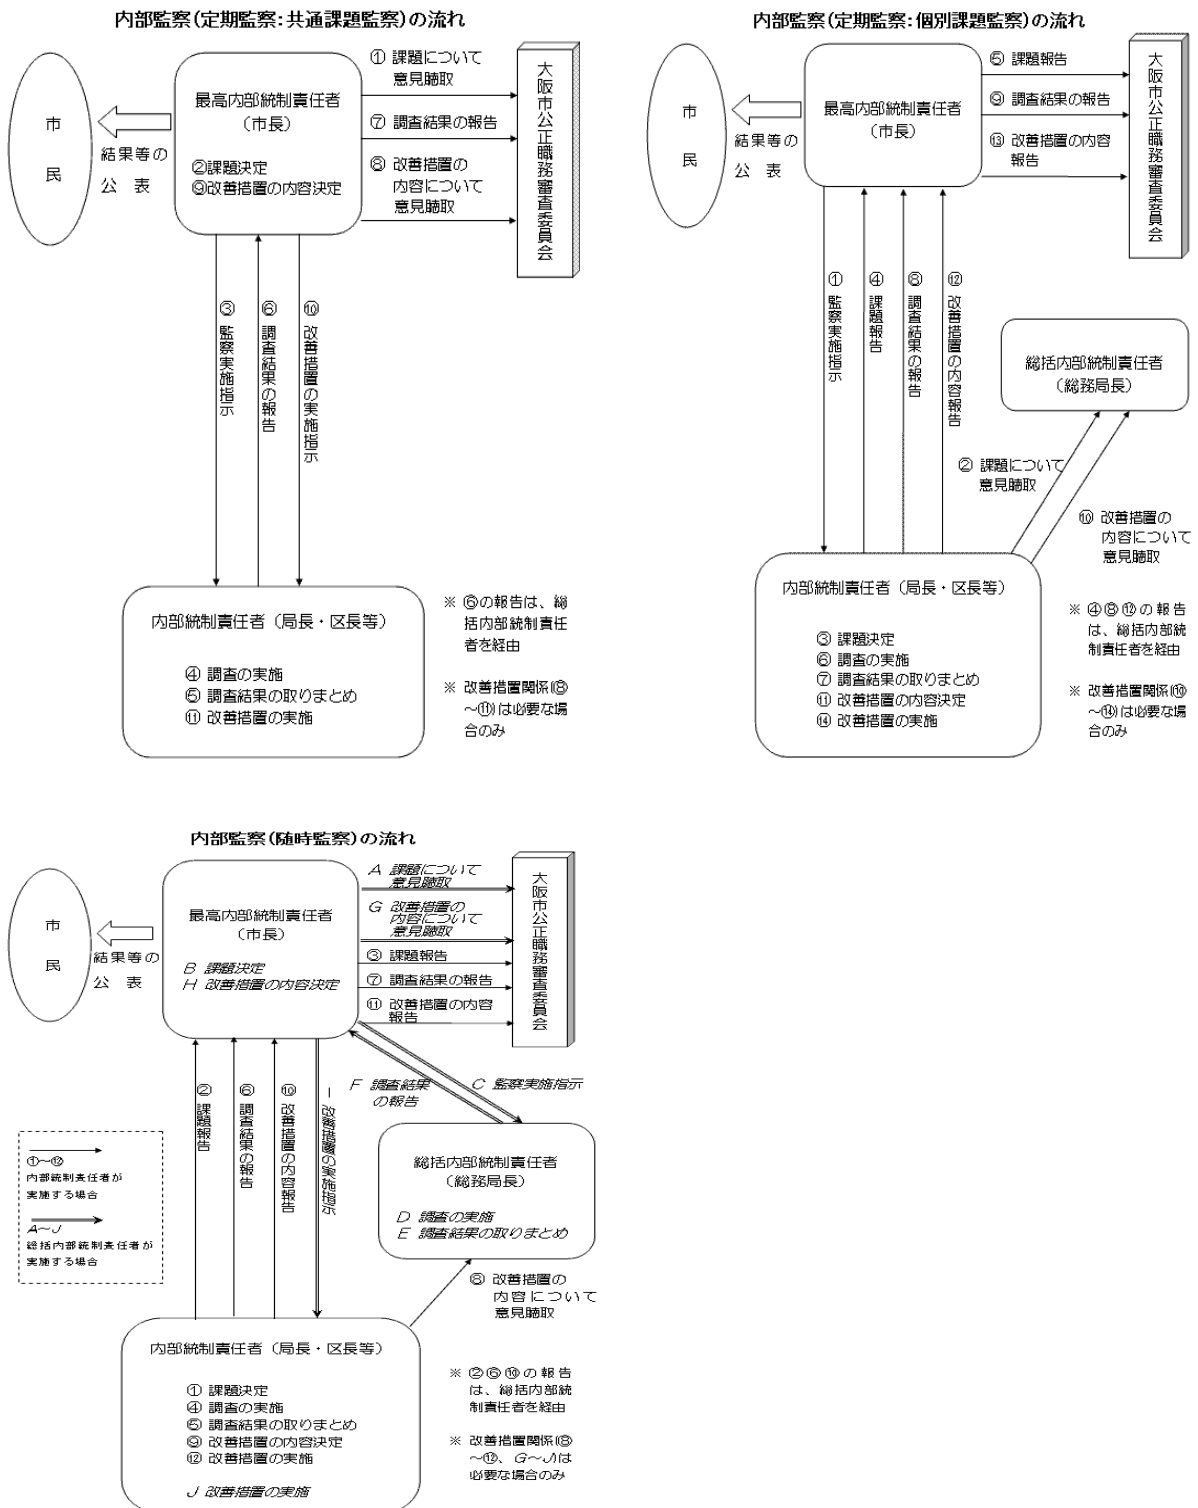 内部監察(定期監察:共通課題監察)の流れ
市
民
結果等の
公 表
最高内部統制責任者
(市長)
②課題決定
⑨改善措置の内容決定
① 課題について
意見聴取
⑦ 調査結果の報告
⑧ 改善措置の
内容について
意見聴取
大阪市公正職務審査委員会
③ 監察実施指示
⑥ 調査結果の報告
⑩ 改善措置の実施指示
内部統制責任者(局長・区長等)
④ 調査の実施
⑤ 調査結果の取りまとめ
⑪ 改善措置の実施
※ ⑥の報告は、総
括内部統制責任
者を経由
※ 改善措置関係(⑧
~⑪)は必要な場
合のみ
内部監察(定期監察:個別課題監察)の流れ
市
民
結果等の
公 表
最高内部統制責任者
(市長)
⑤ 課題報告
⑨ 調査結果の報告
⑬ 改善措置の内容
報告
大阪市公正職務審査委員会
① 監察実施指示
④ 課題報告
⑧ 調査結果の報告
⑫ 改善措置の内容報告
総括内部統制責任者
(総務局長)
② 課題について
意見聴取
⑩ 改善措置の
内容について
意見聴取
内部統制責任者(局長・区長等)
③ 課題決定
⑥ 調査の実施
⑦ 調査結果の取りまとめ
⑪ 改善措置の内容決定
⑭ 改善措置の実施
※ ④⑧⑫の報告
は、総括内部統
制責任者を経由
※ 改善措置関係(⑩
~⑭)は必要な場
合のみ
内部監察(随時監察)の流れ
市
民
結果等の
公 表
最高内部統制責任者
(市長)
B 課題決定
H 改善措置の内容決定
A 課題について
意見聴取
G 改善措置の
内容について
意見聴取
③ 課題報告
⑦ 調査結果の報告
⑪ 改善措置の内容
報告
大阪市公正職務審査委員会
② 課題報告
⑥ 調査結果の報告
⑩ 改善措置の内容報告
I 改善措置の実施指示
F 調査結果
の報告
C 監察実施指示
総括内部統制責任者
(総務局長)
D 調査の実施
E 調査結果の取りまとめ
①~⑫
内部統制責任者が
実施する場合
A~J
総括内部統制責任者が
実施する場合
⑧ 改善措置の
内容について
意見聴取
内部統制責任者(局長・区長等)
① 課題決定
④ 調査の実施
⑤ 調査結果の取りまとめ
⑨ 改善措置の内容決定
⑫ 改善措置の実施
J 改善措置の実施
※ ②⑥⑩の報告
は、総括内部統
制責任者を経由
※ 改善措置関係(⑧
~⑫、G~J)は
必要な場合のみ